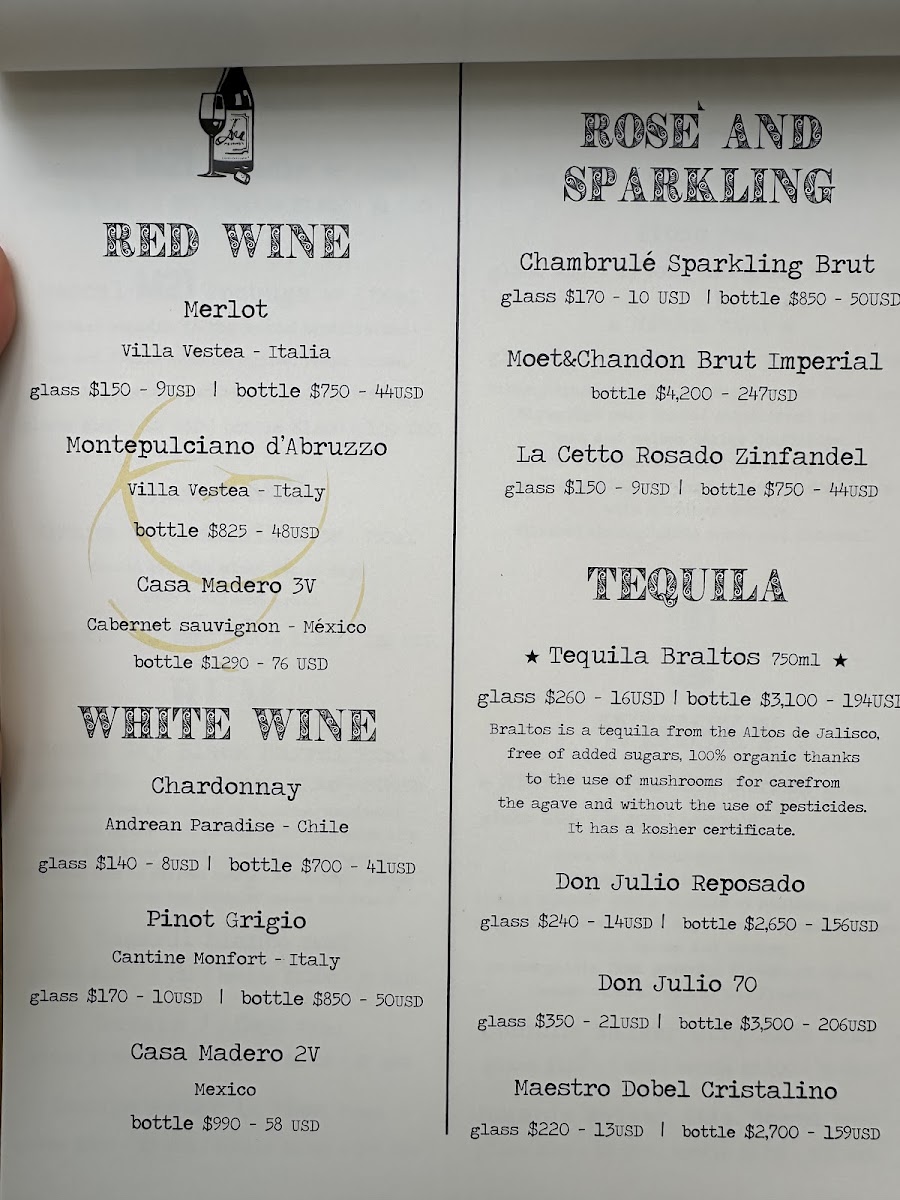 RED WINE
Merlot
Villa Vestea - Italia
glass $150 - 9USD | bottle $750 - 44USD
Montepulciano d'Abruzzo
Villa Vestea - Italy
bottle $825 - 48USD
Casa Madero 3V
Cabernet sauvignon - México
bottle $1290 - 76 USD
WHITE WINE
Chardonnay
Andrean Paradise - Chile
glass $140 - 8USD | bottle $700 - 41USD
Pinot Grigio
Cantine Monfort - Italy
glass $170 - 10USD | bottle $850 - 50USD
Casa Madero 2V
Mexico
bottle $990 - 58 USD
ROSÈ AND
SPARKLING
Chambrulé Sparkling Brut
glass $170 - 10 USD | bottle $850 - 50USD
Moet&Chandon Brut Imperial
bottle $4,200 - 247USD
La Cetto Rosado Zinfandel
glass $150 - 9USD | bottle $750 - 44USD
TEQUILA
★ Tequila Braltos 750ml ★
glass $260 - 16USD | bottle $3,100 - 194USD
Braltos is a tequila from the Altos de Jalisco,
free of added sugars, 100% organic thanks
to the use of mushrooms for carefrom
the agave and without the use of pesticides.
It has a kosher certificate.
Don Julio Reposado
glass $240 - 14USD | bottle $2,650 - 156USD
Don Julio 70
glass $350 - 21USD | bottle $3,500 - 206USD
Maestro Dobel Cristalino
glass $220 - 13USD | bottle $2,700 - 159USD